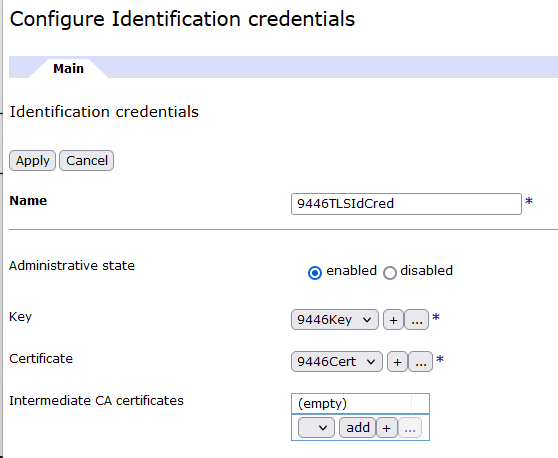 Configure Identification credentials
Main
Identification credentials
Apply Cancel
Name 9446TLSIdCred *
Administrative state enabled disabled
Key 9446Key + ... *
Certificate 9446Cert + ... *
Intermediate CA certificates (empty)
add + ...